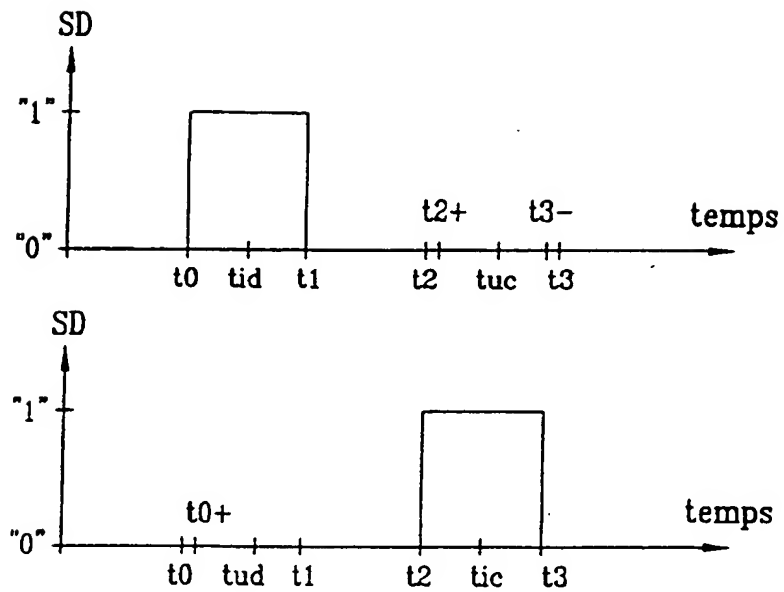 SD
"1"
t2+ t3- temps
"0"
t0 tid t1 t2 tuc t3
SD
"1"
t0+ temps
"0"
t0 tud t1 t2 tic t3